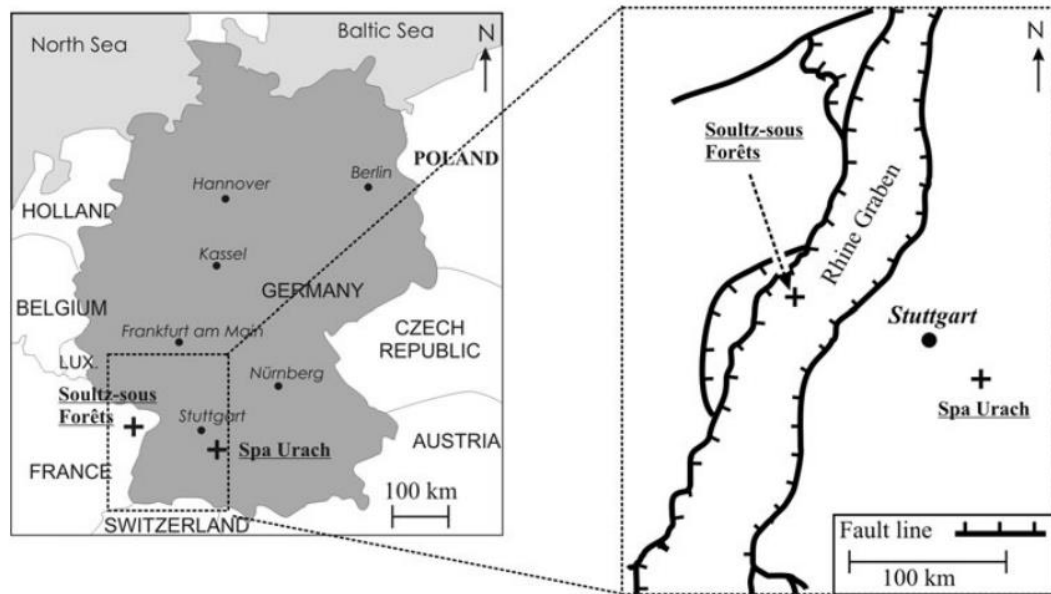 North Sea
Baltic Sea
N
POLAND
Berlin
Hannover
HOLLAND
Kassel
GERMANY
BELGIUM
CZECH
REPUBLIC
Frankfurt am Main
LUX.
Nürnberg
Soultz-sous
Forêts
Stuttgart
Spa Urach
AUSTRIA
FRANCE
100 km
SWITZERLAND
N
Soultz-sous
Forêts
Rhine Graben
Stuttgart
Spa Urach
Fault line
100 km